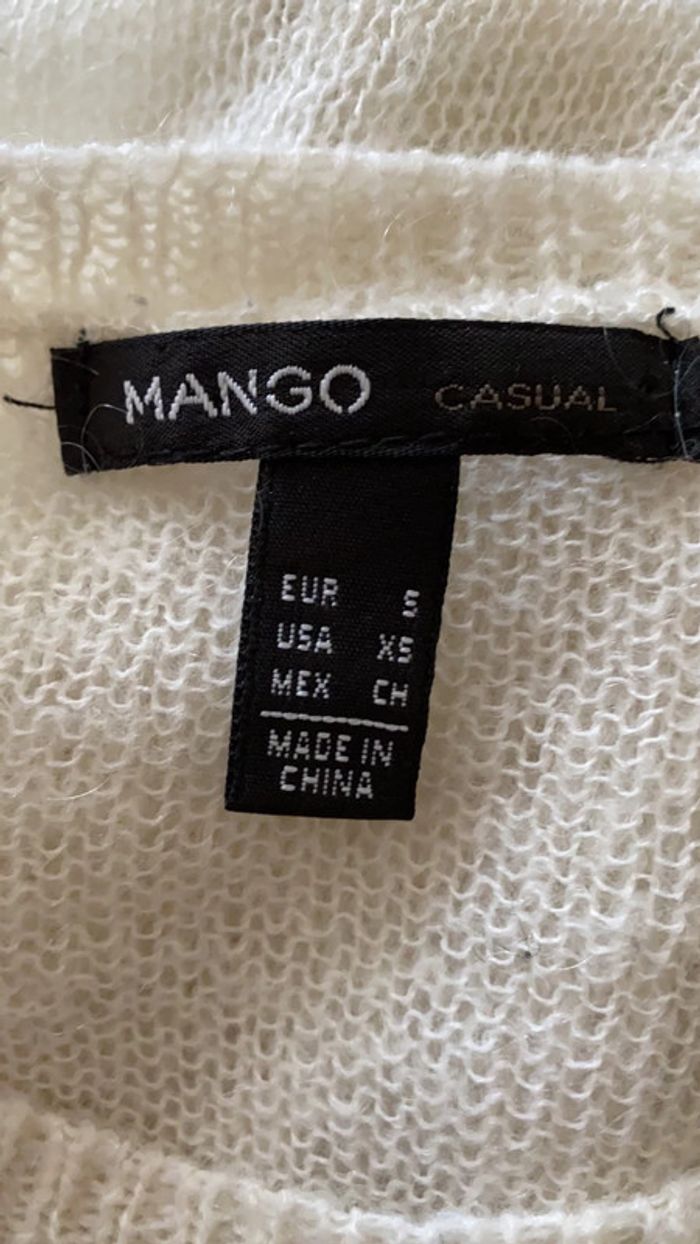 MANGO CASUAL
EUR S
USA XS
MEX CH
MADE IN
CHINA